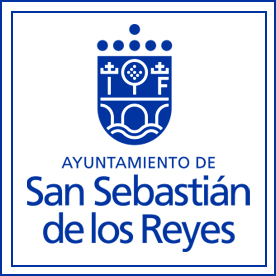 I F
AYUNTAMIENTO DE
San Sebastián
de los Reyes